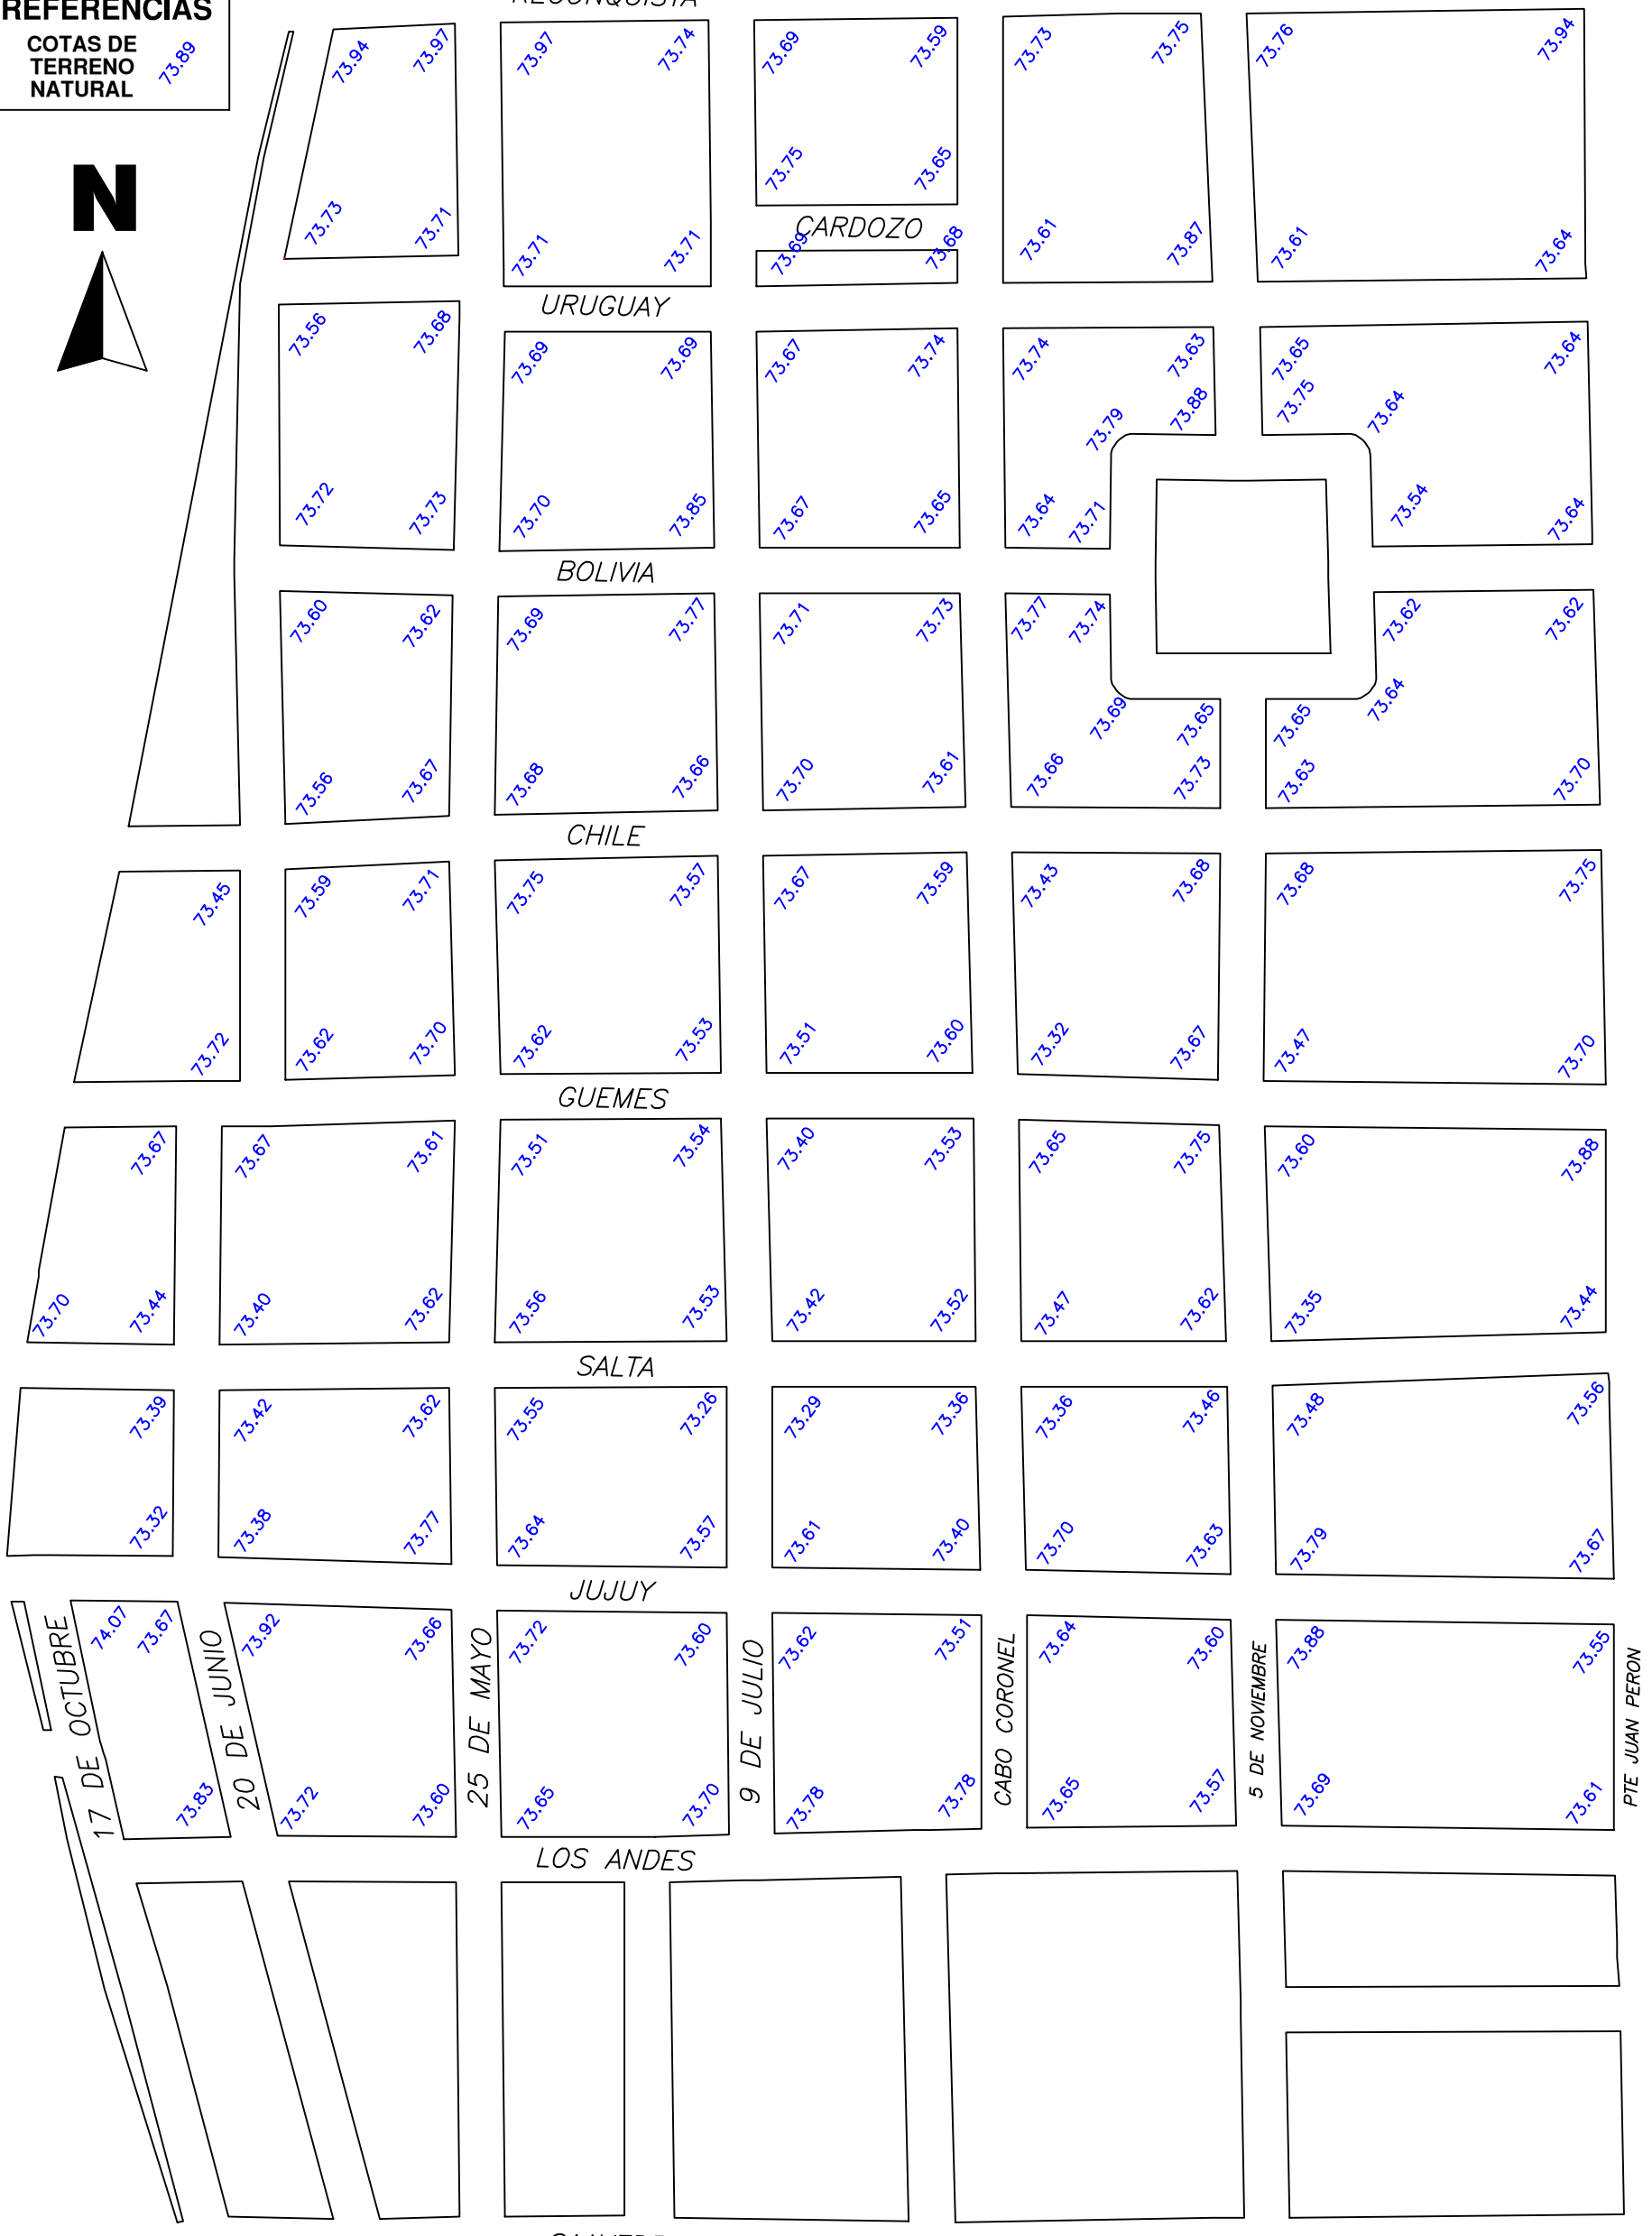 REFERENCIAS
COTAS DE
TERRENO
NATURAL
73.89
N
73.94 73.97 73.97 73.74 73.69 73.59 73.73 73.75 73.76 73.94
73.75 73.65
73.73 73.71 73.71 73.71 73.61 73.87 73.61 73.64
CARDOZO
73.69 73.68
URUGUAY
73.56 73.68 73.69 73.69 73.67 73.74 73.74 73.63 73.65 73.64
73.79 73.88 73.75 73.64
73.72 73.73 73.70 73.85 73.67 73.65 73.64 73.71 73.54 73.64
BOLIVIA
73.60 73.62 73.69 73.77 73.71 73.73 73.77 73.74 73.62 73.62
73.69 73.65 73.65 73.64
73.56 73.67 73.68 73.66 73.70 73.61 73.66 73.73 73.63 73.70
CHILE
73.45 73.59 73.71 73.75 73.57 73.67 73.59 73.43 73.68 73.68 73.75
73.72 73.62 73.70 73.62 73.53 73.51 73.60 73.32 73.67 73.47 73.70
GUEMES
73.67 73.67 73.61 73.51 73.54 73.40 73.53 73.65 73.75 73.60 73.88
73.70 73.44 73.40 73.62 73.56 73.53 73.42 73.52 73.47 73.62 73.35 73.44
SALTA
73.39 73.42 73.62 73.55 73.26 73.29 73.36 73.36 73.46 73.48 73.56
73.32 73.38 73.77 73.64 73.57 73.61 73.40 73.70 73.63 73.79 73.67
JUJUY
74.07 73.67 73.92 73.66 73.72 73.60 73.62 73.51 73.64 73.60 73.88 73.55
17 DE OCTUBRE
20 DE JUNIO
25 DE MAYO
9 DE JULIO
CABO CORONEL
5 DE NOVIEMBRE
PTE JUAN PERON
73.83 73.72 73.60 73.65 73.70 73.78 73.78 73.65 73.57 73.69 73.61
LOS ANDES